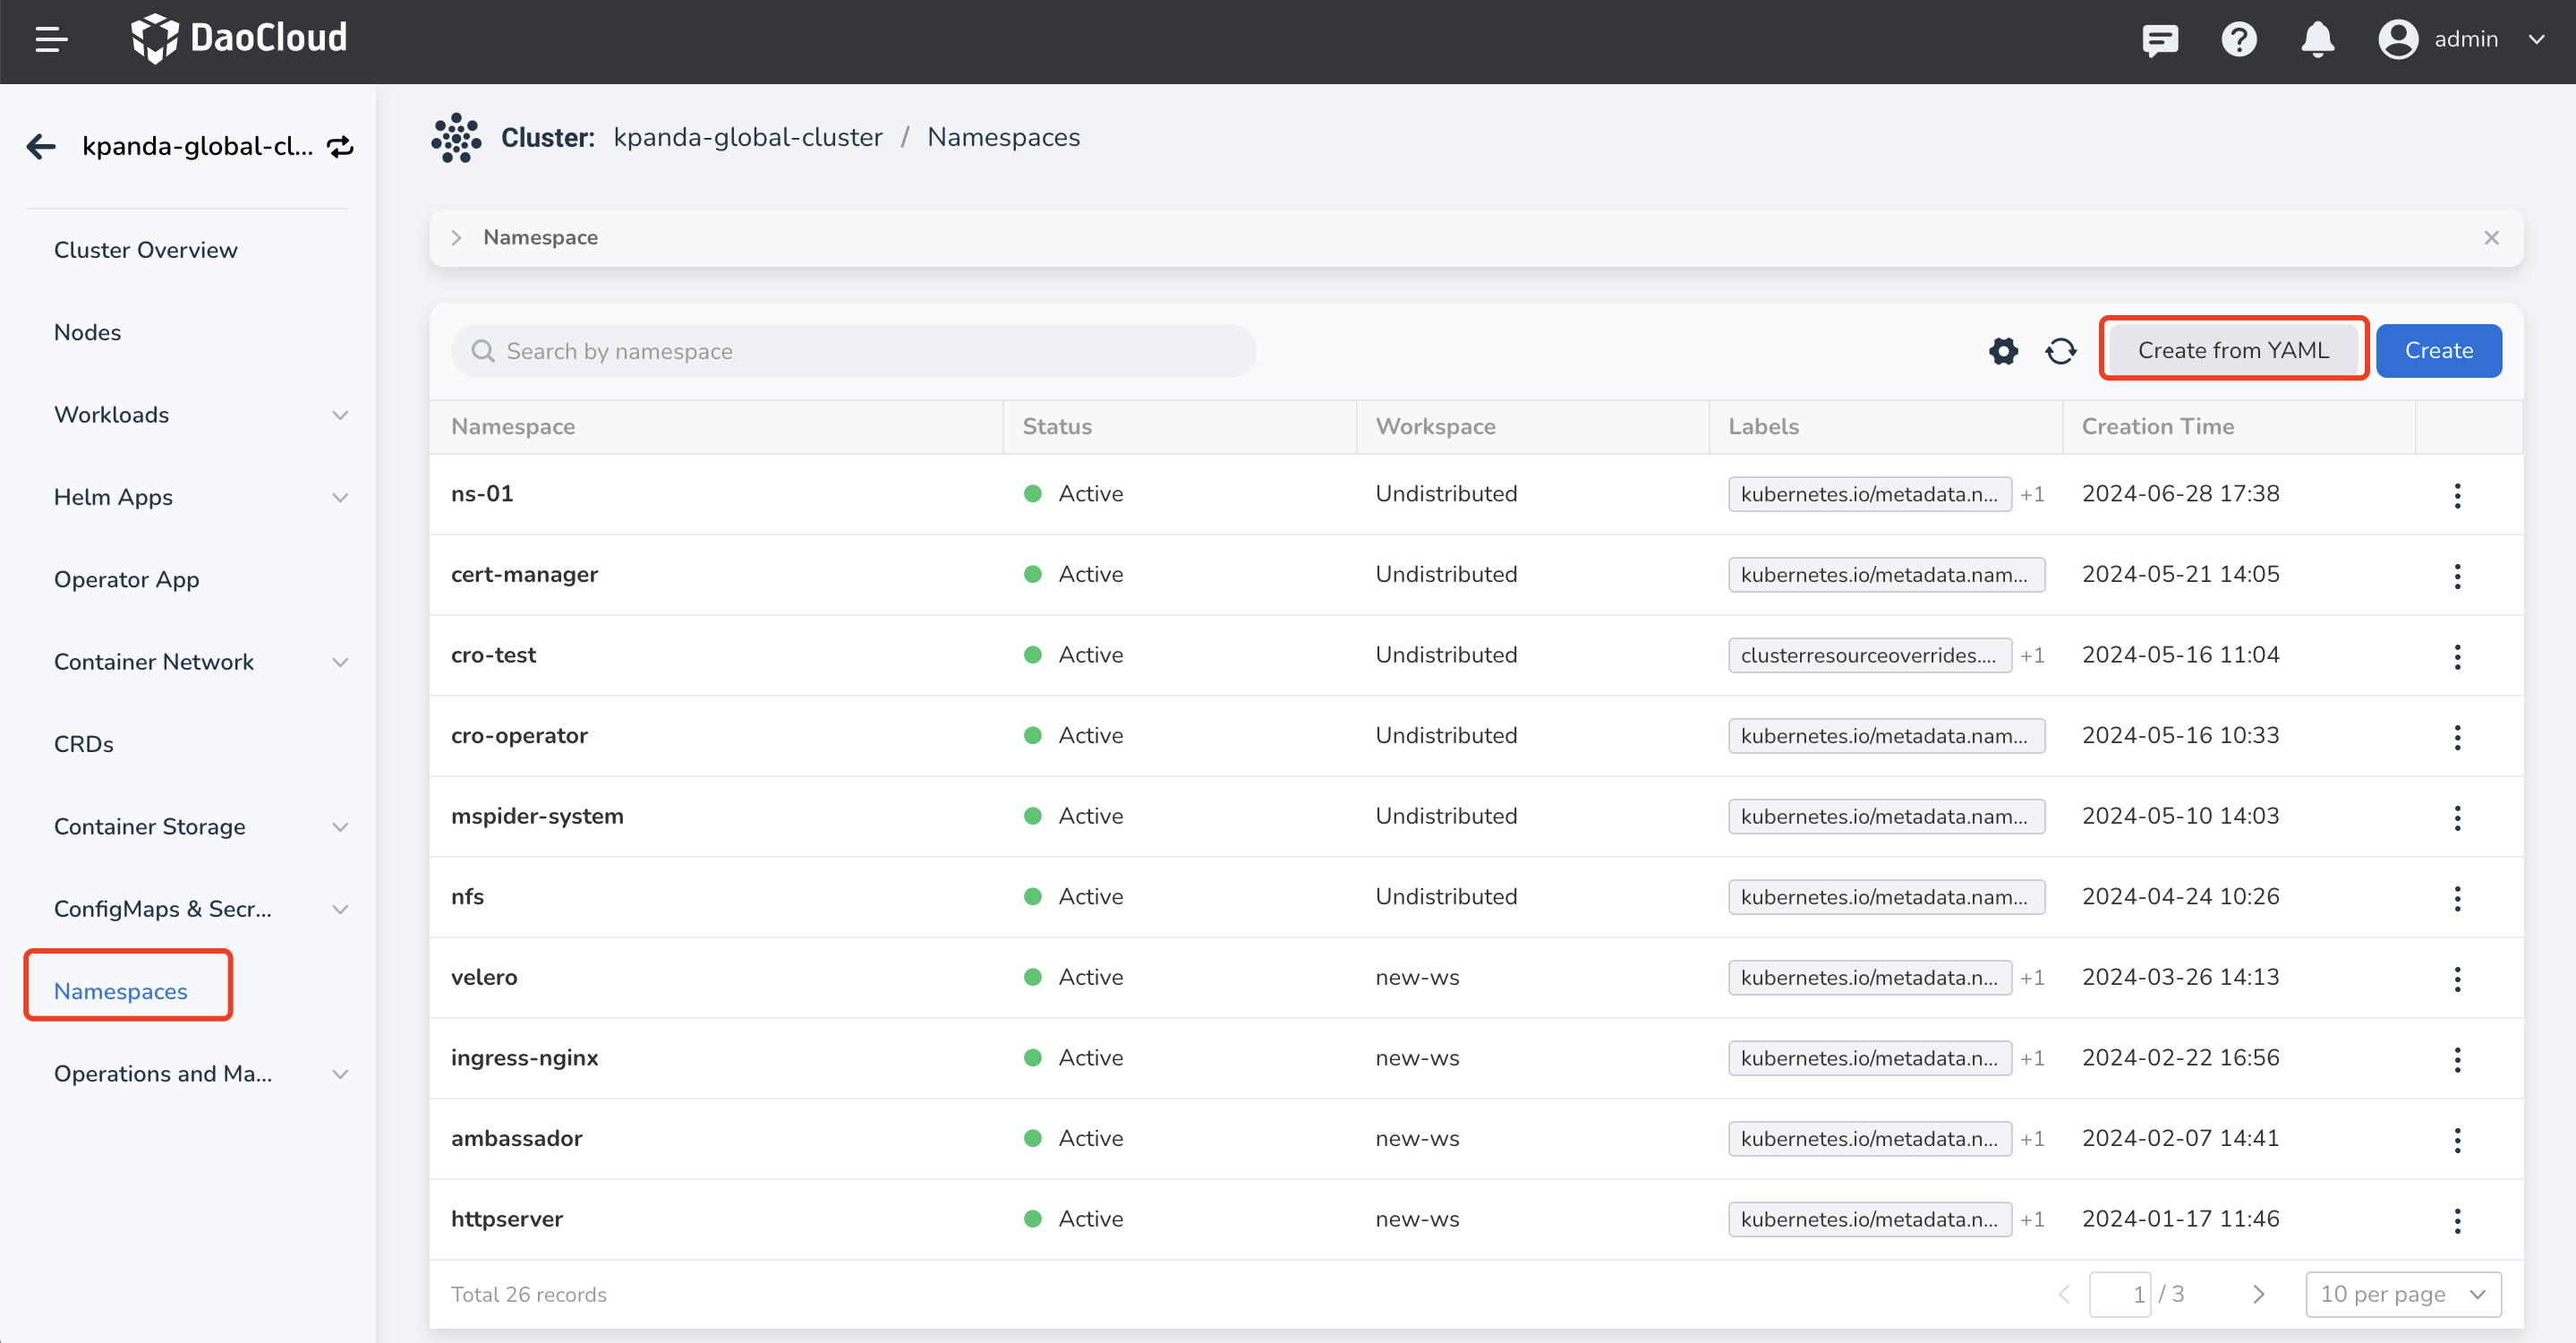 DaoCloud
admin
kpanda-global-cl...
Cluster: kpanda-global-cluster / Namespaces
Cluster Overview
Nodes
Workloads
Helm Apps
Operator App
Container Network
CRDs
Container Storage
ConfigMaps & Secr...
Namespaces
Operations and Ma...
Namespace
Search by namespace
Create from YAML
Create
Namespace Status Workspace Labels Creation Time
ns-01 Active Undistributed kubernetes.io/metadata.n... +1 2024-06-28 17:38
cert-manager Active Undistributed kubernetes.io/metadata.nam... 2024-05-21 14:05
cro-test Active Undistributed clusterresourceoverrides.... +1 2024-05-16 11:04
cro-operator Active Undistributed kubernetes.io/metadata.nam... 2024-05-16 10:33
mspider-system Active Undistributed kubernetes.io/metadata.nam... 2024-05-10 14:03
nfs Active Undistributed kubernetes.io/metadata.nam... 2024-04-24 10:26
velero Active new-ws kubernetes.io/metadata.n... +1 2024-03-26 14:13
ingress-nginx Active new-ws kubernetes.io/metadata.n... +1 2024-02-22 16:56
ambassador Active new-ws kubernetes.io/metadata.n... +1 2024-02-07 14:41
httpserver Active new-ws kubernetes.io/metadata.n... +1 2024-01-17 11:46
Total 26 records
1 / 3
10 per page